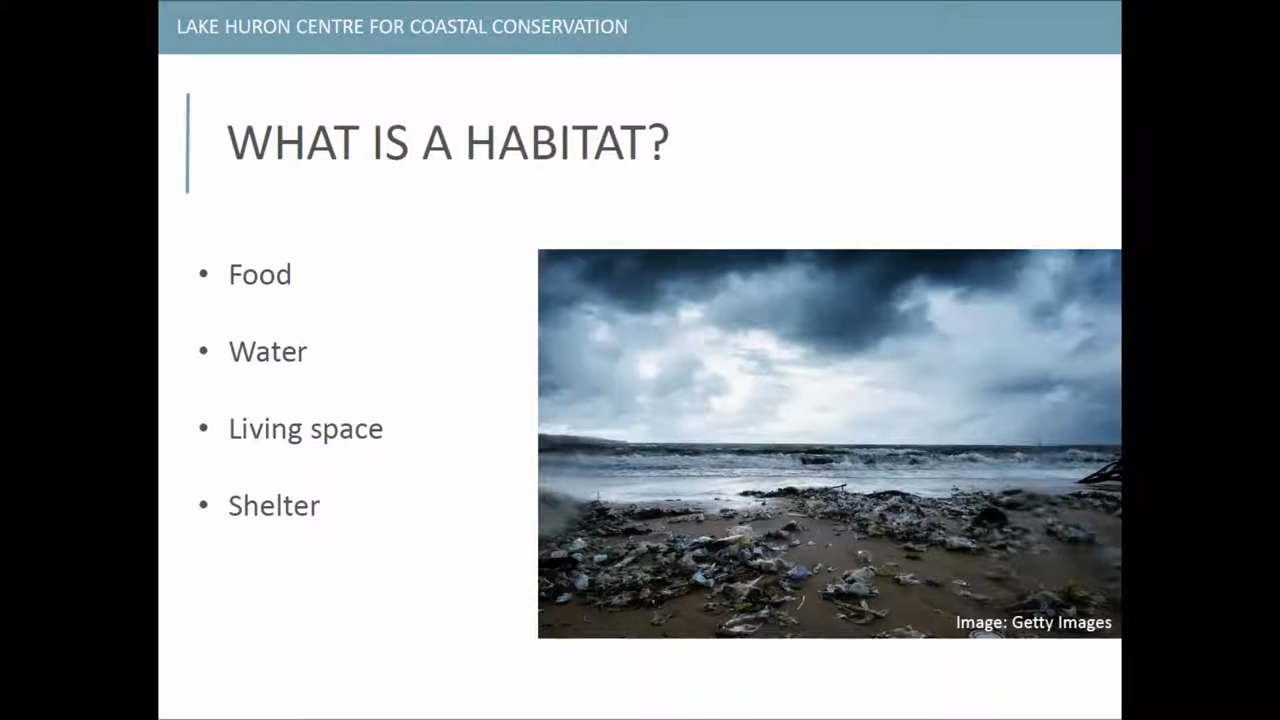 LAKE HURON CENTRE FOR COASTAL CONSERVATION
WHAT IS A HABITAT?
• Food
• Water
• Living space
• Shelter
Image: Getty Images